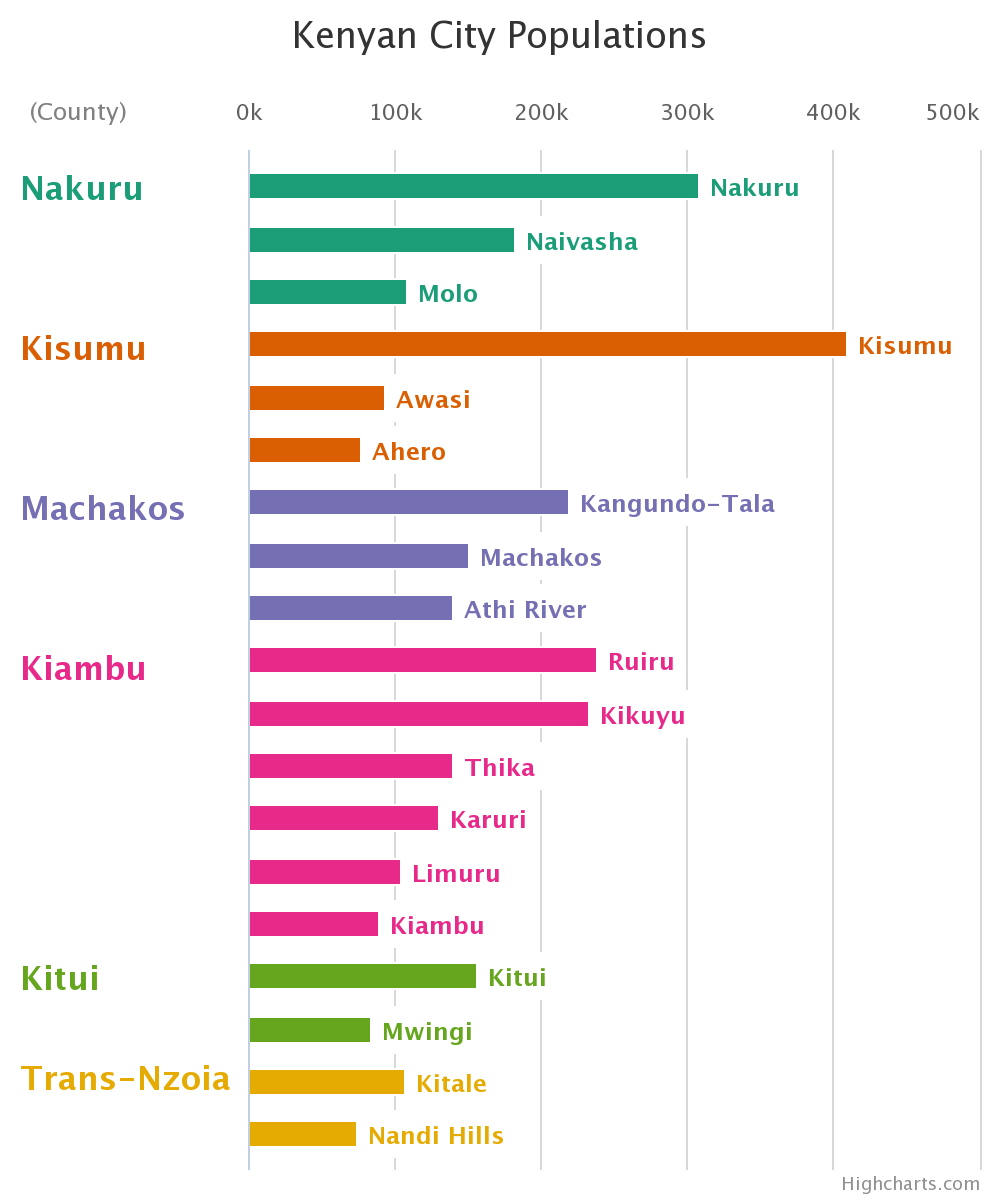 Kenyan City Populations
(County) 0k 100k 200k 300k 400k 500k
Nakuru Nakuru
Naivasha
Molo
Kisumu Kisumu
Awasi
Ahero
Machakos Kangundo-Tala
Machakos
Athi River
Kiambu Ruiru
Kikuyu
Thika
Karuri
Limuru
Kiambu
Kitui Kitui
Mwingi
Trans-Nzoia Kitale
Nandi Hills
Highcharts.com